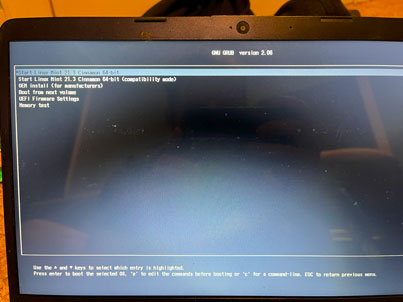 GNU GRUB version 2.06
*Start Linux Mint 21.3 Cinnamon 64-bit
Start Linux Mint 21.3 Cinnamon 64-bit (compatibility mode)
OEM install (for manufacturers)
Boot from next volume
UEFI Firmware Settings
Memory test
Use the ↑ and ↓ keys to select which entry is highlighted.
Press enter to boot the selected OS, 'e' to edit the commands before booting or 'c' for a command-line. ESC to return previous menu.